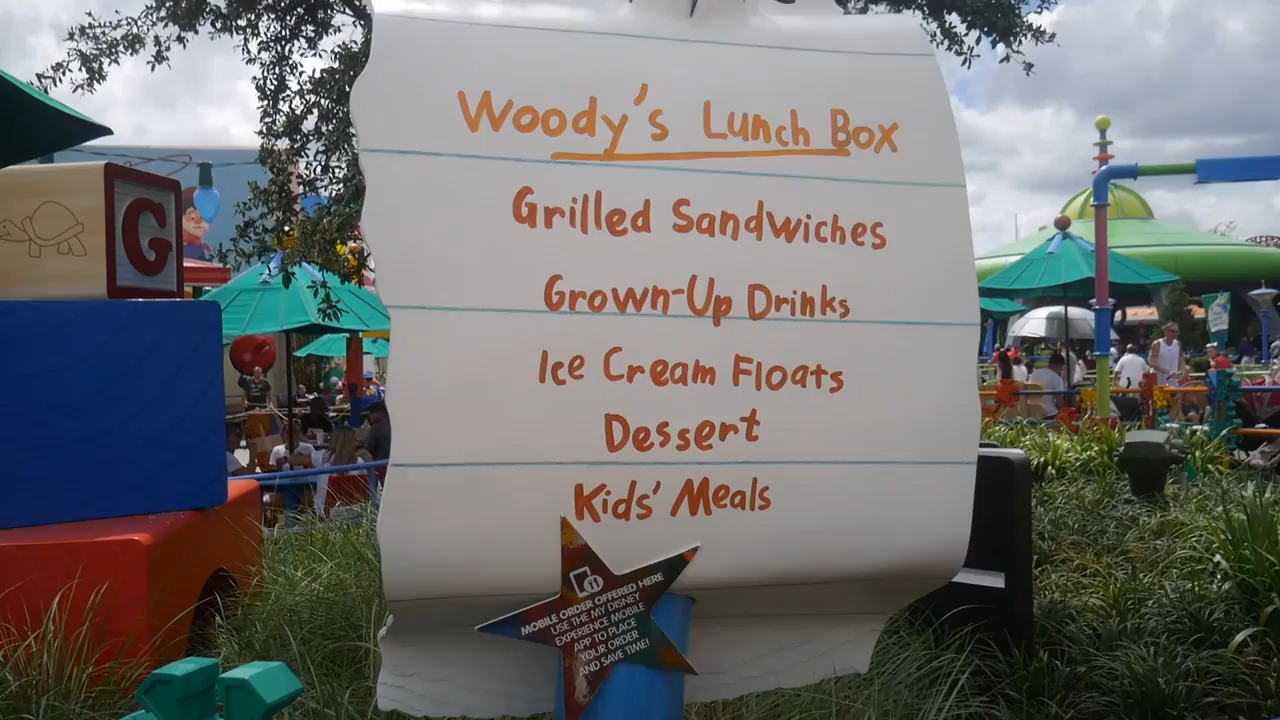 Woody's Lunch Box
Grilled Sandwiches
Grown-Up Drinks
Ice Cream Floats
Dessert
Kids' Meals
MOBILE ORDER OFFERED HERE
USE THE MY DISNEY
EXPERIENCE MOBILE
APP TO PLACE
YOUR ORDER
AND SAVE TIME!
G